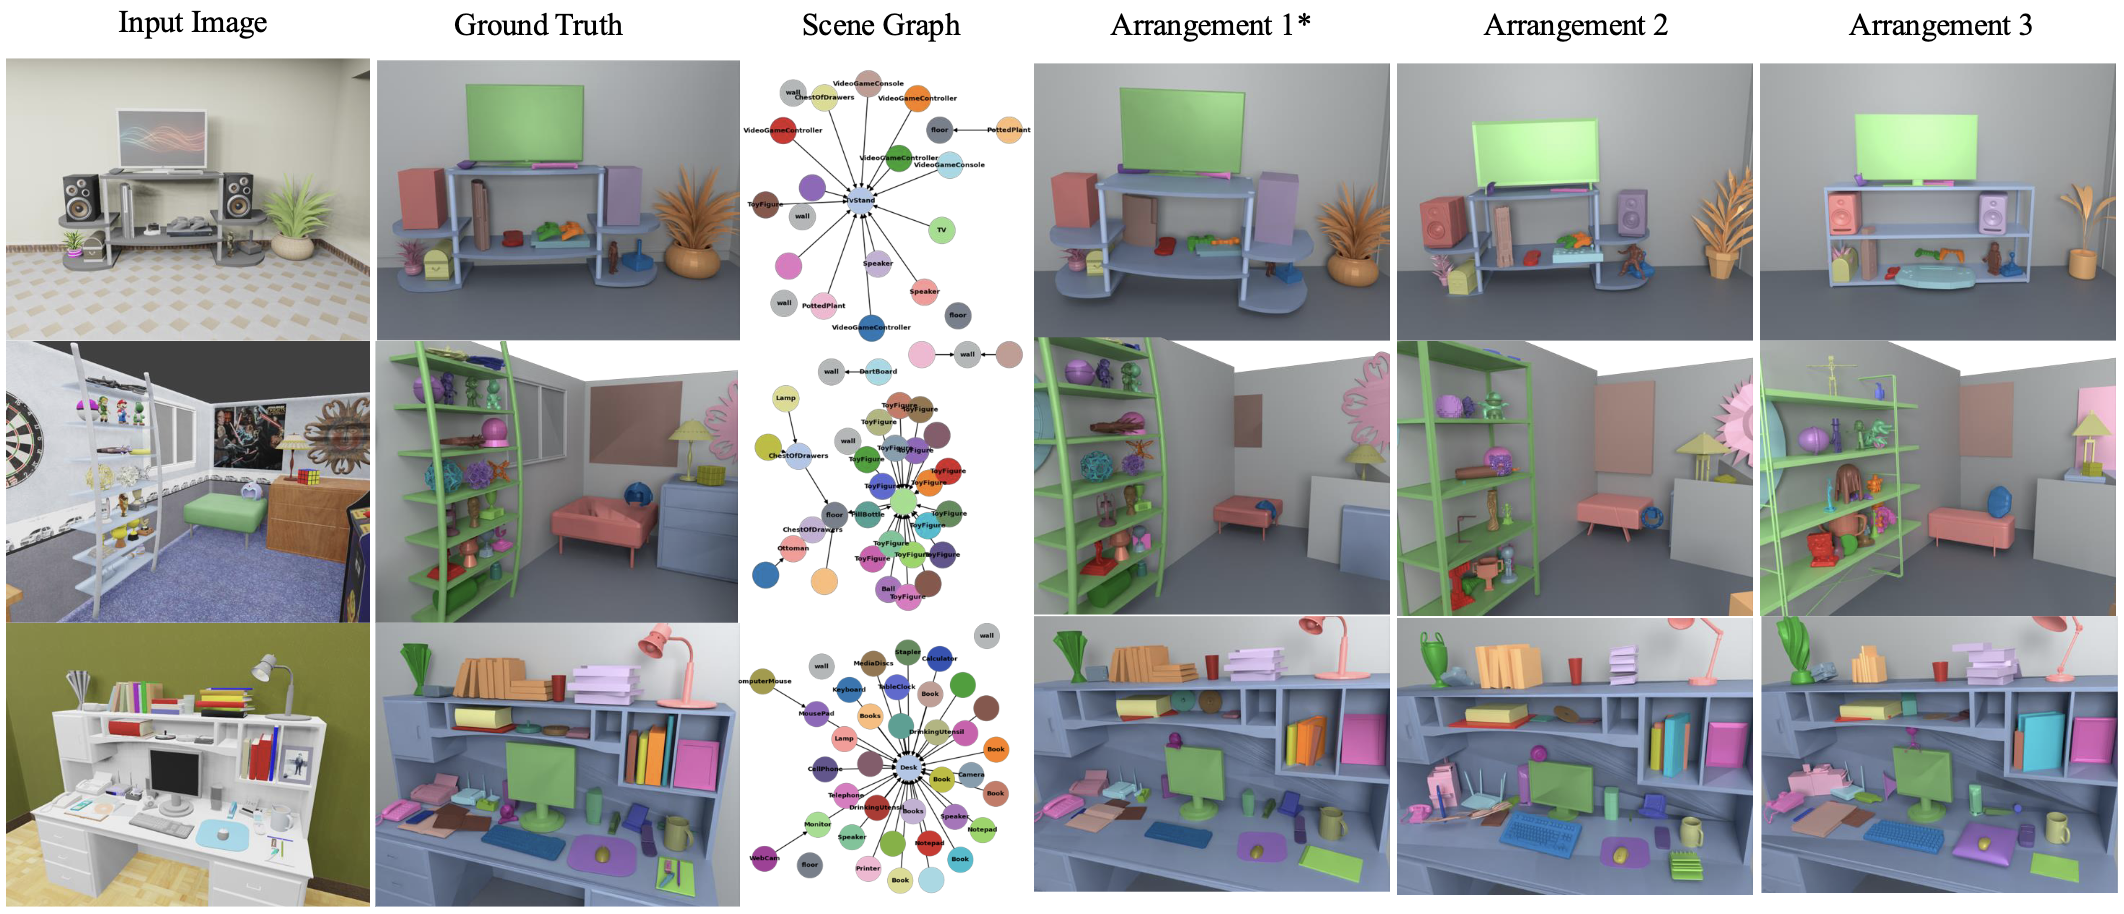 Input Image
Ground Truth
Scene Graph
Arrangement 1*
Arrangement 2
Arrangement 3
VideoGameConsole
wall
ChestOfDrawers
VideoGameController
VideoGameController
floor
PottedPlant
VideoGameController
VideoGameConsole
ToyFigure
TvStand
wall
TV
Speaker
Speaker
wall
PottedPlant
floor
VideoGameController
wall
wall
DartBoard
Lamp
ToyFigure
ToyFigure
ToyFigure
wall
ToyFigure
ToyFigure
ChestOfDrawers
ToyFigure
ToyFigure
ToyFigure
floor
PillBottle
ToyFigure
ToyFigure
ChestOfDrawers
Ottoman
ToyFigure
ToyFigure
ToyFigure
ToyFigure
Ball
ToyFigure
wall
Stapler
wall
MediaDiscs
Calculator
omputerMouse
Keyboard
TableClock
Book
MousePad
Books
DrinkingUtensil
Lamp
Book
CellPhone
Desk
Camera
Book
Book
Telephone
DrinkingUtensil
Books
Speaker
Monitor
Speaker
Notepad
Notepad
WebCam
floor
Printer
Book
Book